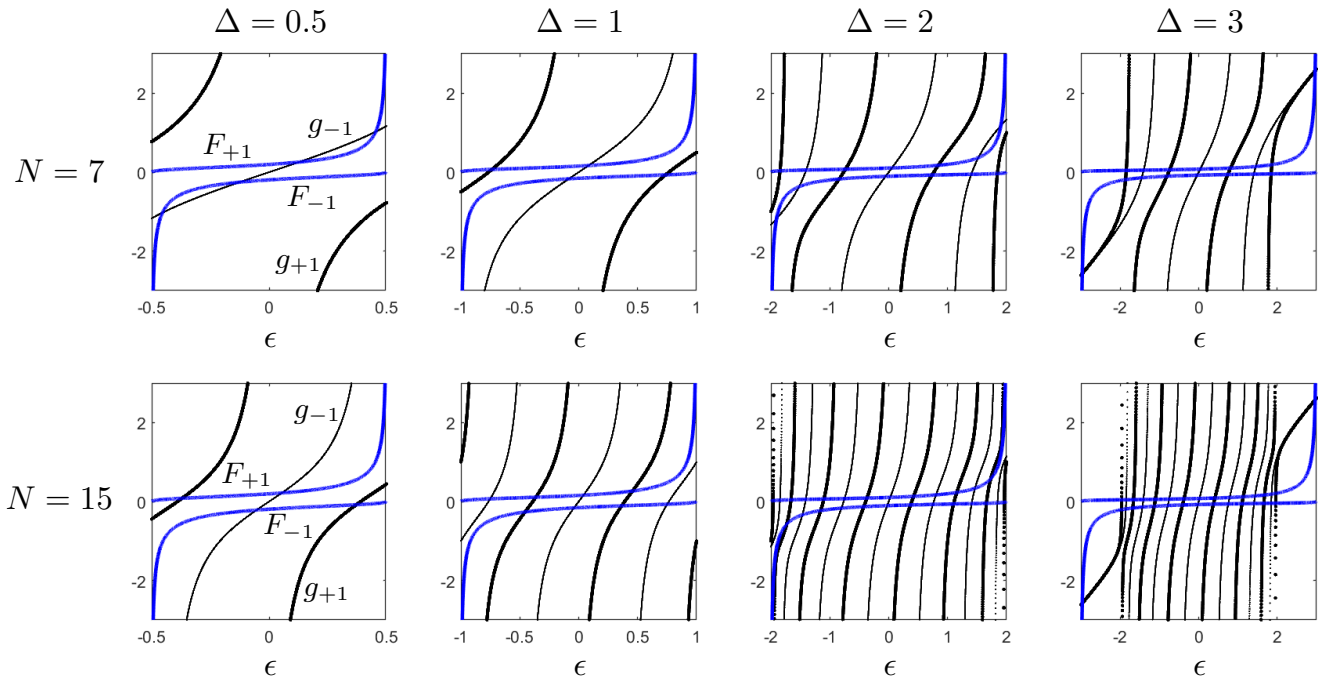 Δ = 0.5 Δ = 1 Δ = 2 Δ = 3
N = 7
2 0 -2 -0.5 0 0.5 ϵ
F₊₁ g₋₁ F₋₁ g₊₁
2 0 -2 -1 -0.5 0 0.5 1 ϵ
2 0 -2 -2 -1 0 1 2 ϵ
2 0 -2 -2 0 2 ϵ
N = 15
2 0 -2 -0.5 0 0.5 ϵ
g₋₁ F₊₁ F₋₁ g₊₁
2 0 -2 -1 -0.5 0 0.5 1 ϵ
2 0 -2 -2 -1 0 1 2 ϵ
2 0 -2 -2 0 2 ϵ